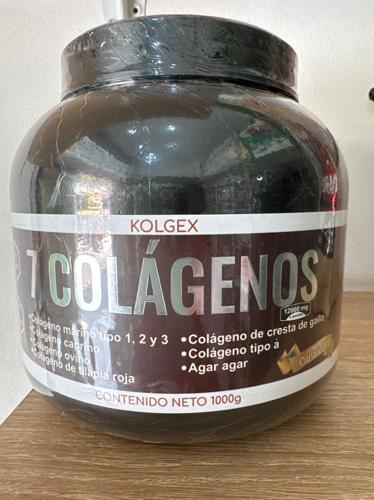 KOLGEX
7 COLÁGENOS
12000 mg
•Colágeno marino tipo 1, 2 y 3
•Colágeno caprino
•Colágeno ovino
•Colágeno de tilapia roja
•Colágeno de cresta de gallo
•Colágeno tipo a
•Agar agar
CONTENIDO NETO 1000g